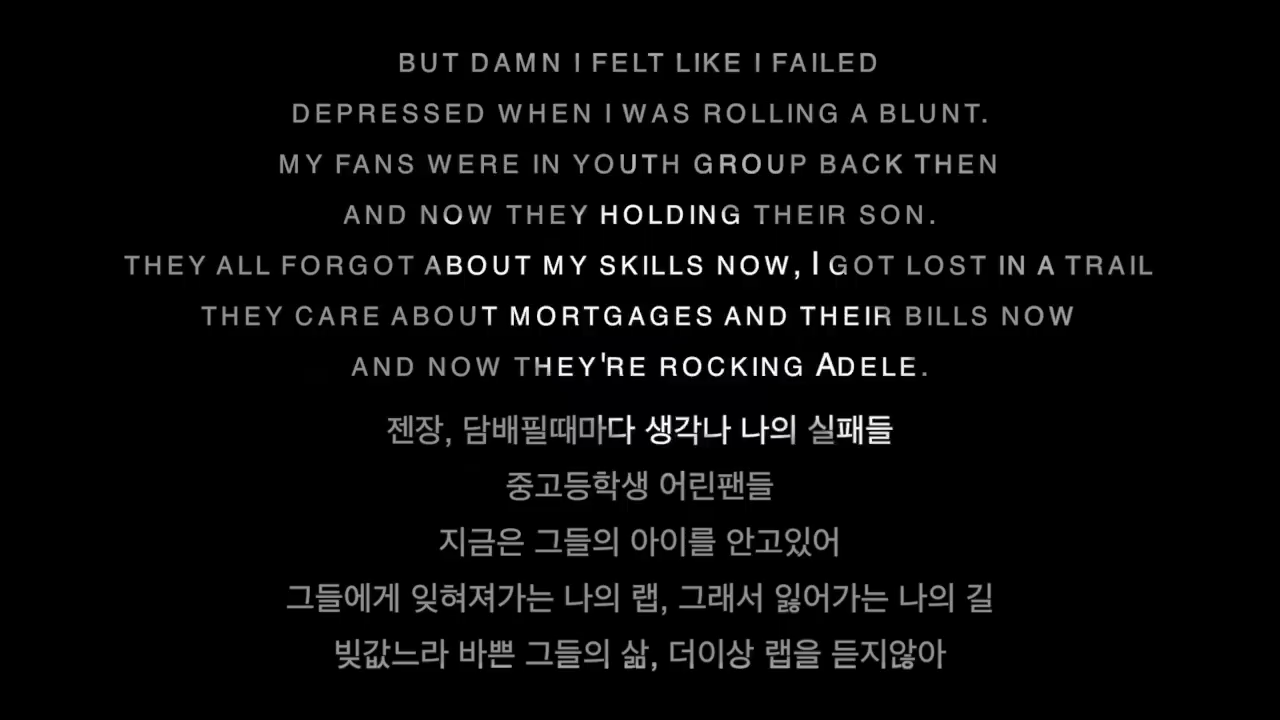 BUT DAMN I FELT LIKE I FAILED
DEPRESSED WHEN I WAS ROLLING A BLUNT.
MY FANS WERE IN YOUTH GROUP BACK THEN
AND NOW THEY HOLDING THEIR SON.
THEY ALL FORGOT ABOUT MY SKILLS NOW, I GOT LOST IN A TRAIL
THEY CARE ABOUT MORTGAGES AND THEIR BILLS NOW
AND NOW THEY'RE ROCKING ADELE.
젠장, 담배필때마다 생각나 나의 실패들
중고등학생 어린팬들
지금은 그들의 아이를 안고있어
그들에게 잊혀져가는 나의 랩, 그래서 잃어가는 나의 길
빚값느라 바쁜 그들의 삶, 더이상 랩을 듣지않아